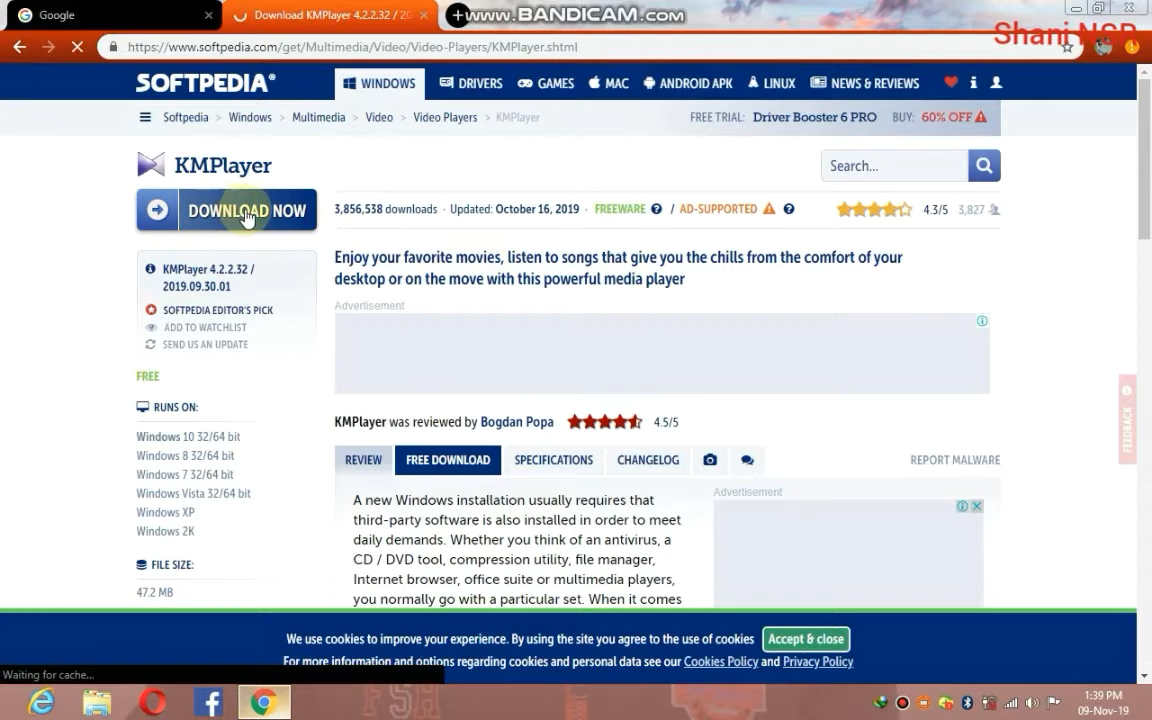 Google
Download KMPlayer 4.2.2.32 / 20
www.BANDICAM.com
Shani NSP
https://www.softpedia.com/get/Multimedia/Video/Video-Players/KMPlayer.shtml
SOFTPEDIA®
WINDOWS
DRIVERS
GAMES
MAC
ANDROID APK
LINUX
NEWS & REVIEWS
Softpedia > Windows > Multimedia > Video > Video Players > KMPlayer
FREE TRIAL: Driver Booster 6 PRO BUY: 60% OFF
KMPlayer
Search...
DOWNLOAD NOW
3,856,538 downloads · Updated: October 16, 2019 · FREEWARE / AD-SUPPORTED
4.3/5 3,827
KMPlayer 4.2.2.32 /
2019.09.30.01
SOFTPEDIA EDITOR'S PICK
ADD TO WATCHLIST
SEND US AN UPDATE
FREE
RUNS ON:
Windows 10 32/64 bit
Windows 8 32/64 bit
Windows 7 32/64 bit
Windows Vista 32/64 bit
Windows XP
Windows 2K
FILE SIZE:
47.2 MB
Enjoy your favorite movies, listen to songs that give you the chills from the comfort of your
desktop or on the move with this powerful media player
Advertisement
KMPlayer was reviewed by Bogdan Popa 4.5/5
REVIEW
FREE DOWNLOAD
SPECIFICATIONS
CHANGELOG
REPORT MALWARE
A new Windows installation usually requires that
third-party software is also installed in order to meet
daily demands. Whether you think of an antivirus, a
CD / DVD tool, compression utility, file manager,
Internet browser, office suite or multimedia players,
you normally go with a particular set. When it comes
Advertisement
FEEDBACK
We use cookies to improve your experience. By using the site you agree to the use of cookies
Accept & close
For more information and options regarding cookies and personal data see our Cookies Policy and Privacy Policy
Waiting for cache...
1:39 PM
09-Nov-19